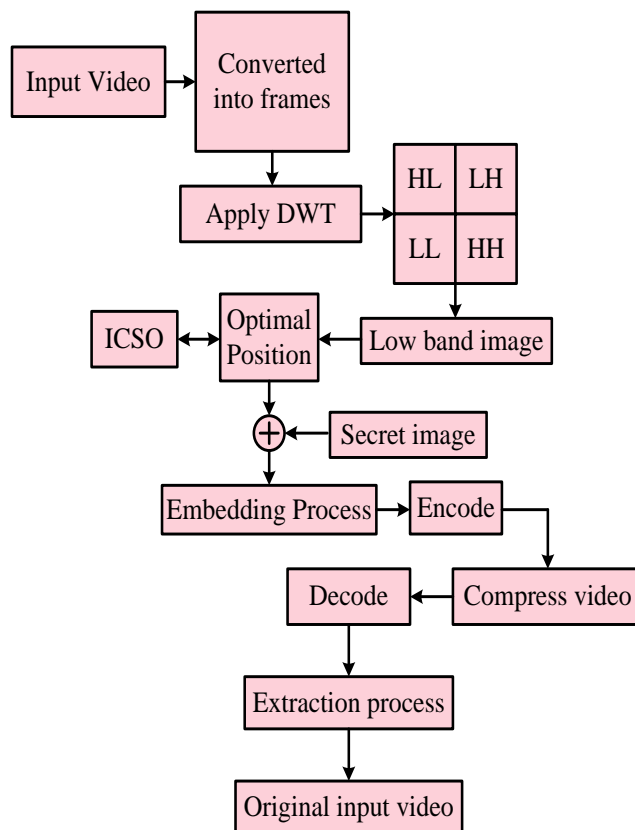 Input Video
Converted
into frames
Apply DWT
HL
LH
LL
HH
ICSO
Optimal
Position
Low band image
Secret image
Embedding Process
Encode
Decode
Compress video
Extraction process
Original input video